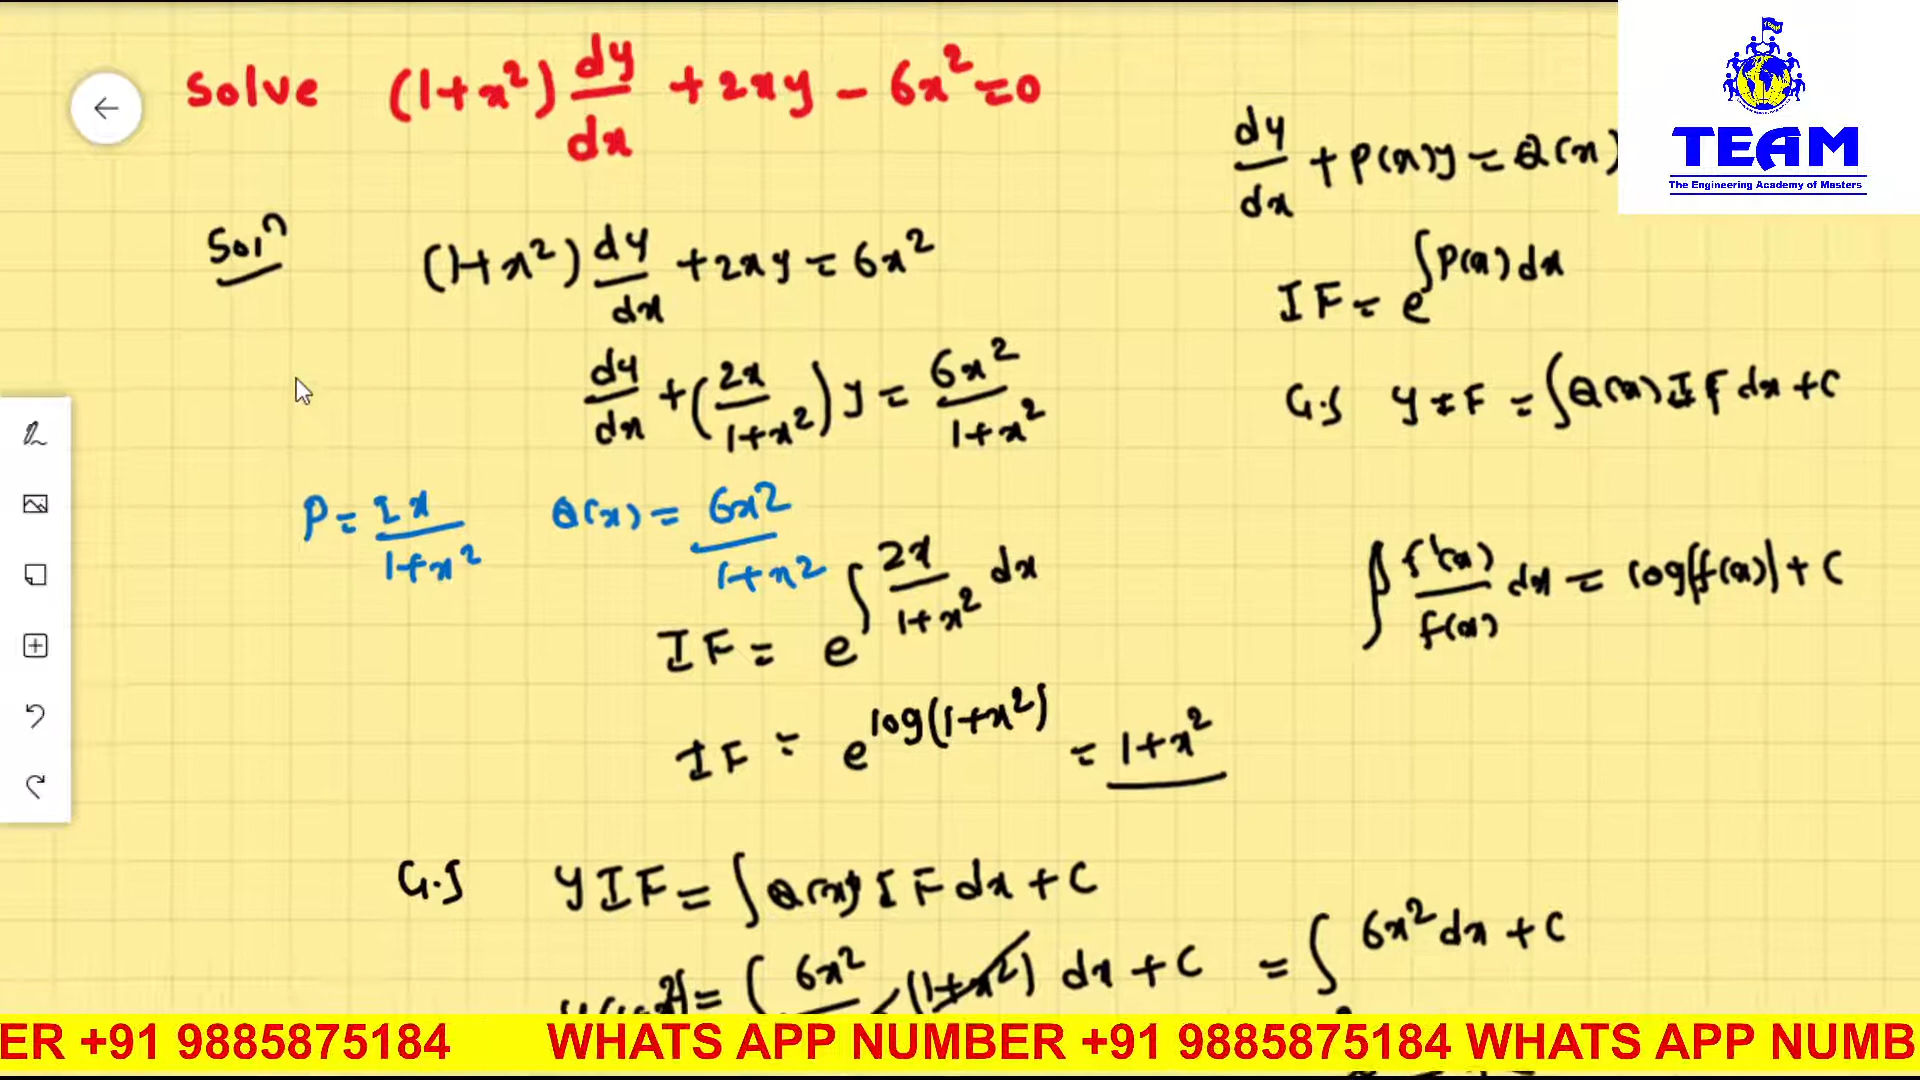 Solve (1+x²) dy/dx + 2xy − 6x² = 0
Solⁿ (1+x²) dy/dx + 2xy = 6x²
dy/dx + (2x/1+x²) y = 6x²/1+x²
P = 2x/1+x² Q(x) = 6x²/1+x²
IF = e^∫ 2x/1+x² dx
IF = e^log(1+x²) = 1+x²
G.S y IF = ∫Q(x) IF dx + C
= ∫ 6x²/ (1+x²) dx + C = ∫ 6x² dx + C
dy/dx + P(x)y = Q(x)
IF = e^∫P(x)dx
G.S y IF = ∫Q(x) IF dx + C
∫ f'(x)/f(x) dx = log|f(x)| + C
TEAM
The Engineering Academy of Masters
ER +91 9885875184 WHATS APP NUMBER +91 9885875184 WHATS APP NUMB